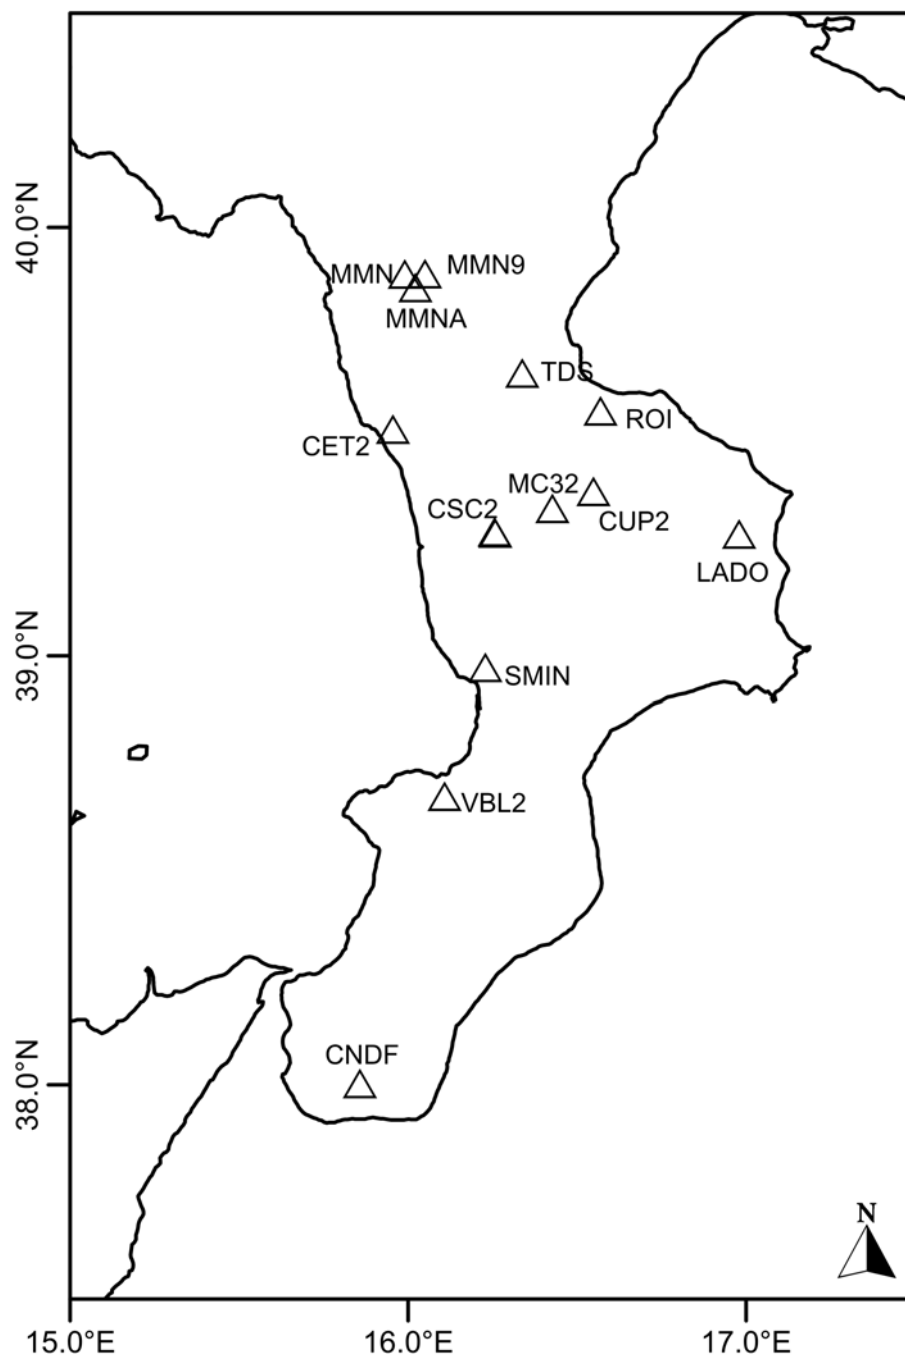 40.0°N
MMN
MMN9
MMNA
TDS
ROI
CET2
MC32
CSC2
CUP2
LADO
39.0°N
SMIN
VBL2
CNDF
38.0°N
N
15.0°E
16.0°E
17.0°E